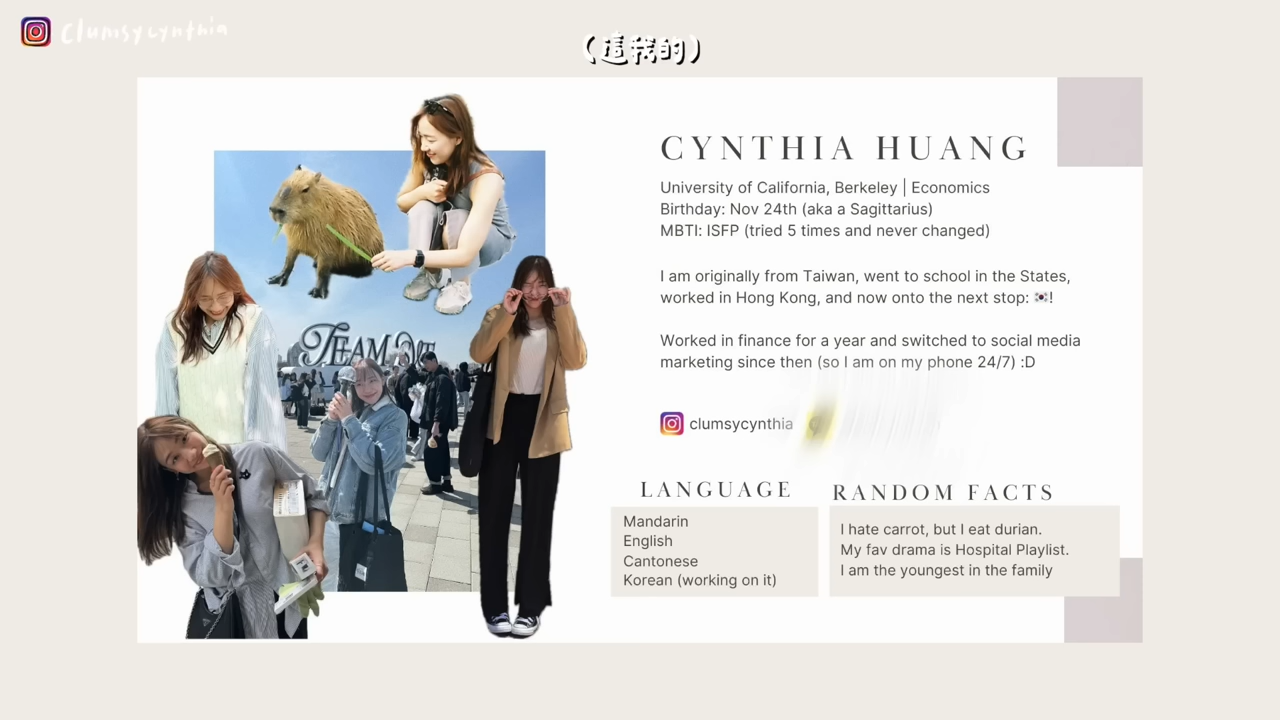 clumsycynthia
（這我的）
TEAM
CYNTHIA HUANG
University of California, Berkeley | Economics
Birthday: Nov 24th (aka a Sagittarius)
MBTI: ISFP (tried 5 times and never changed)
I am originally from Taiwan, went to school in the States,
worked in Hong Kong, and now onto the next stop: 🇰🇷!
Worked in finance for a year and switched to social media
marketing since then (so I am on my phone 24/7) :D
clumsycynthia
LANGUAGE
Mandarin
English
Cantonese
Korean (working on it)
RANDOM FACTS
I hate carrot, but I eat durian.
My fav drama is Hospital Playlist.
I am the youngest in the family